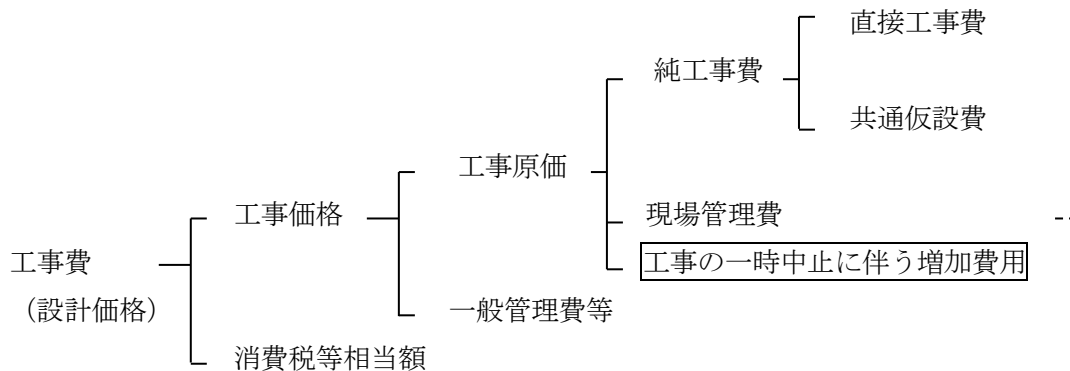 直接工事費
純工事費
共通仮設費
工事原価
工事価格
現場管理費
工事費
工事の一時中止に伴う増加費用
（設計価格）
一般管理費等
消費税等相当額